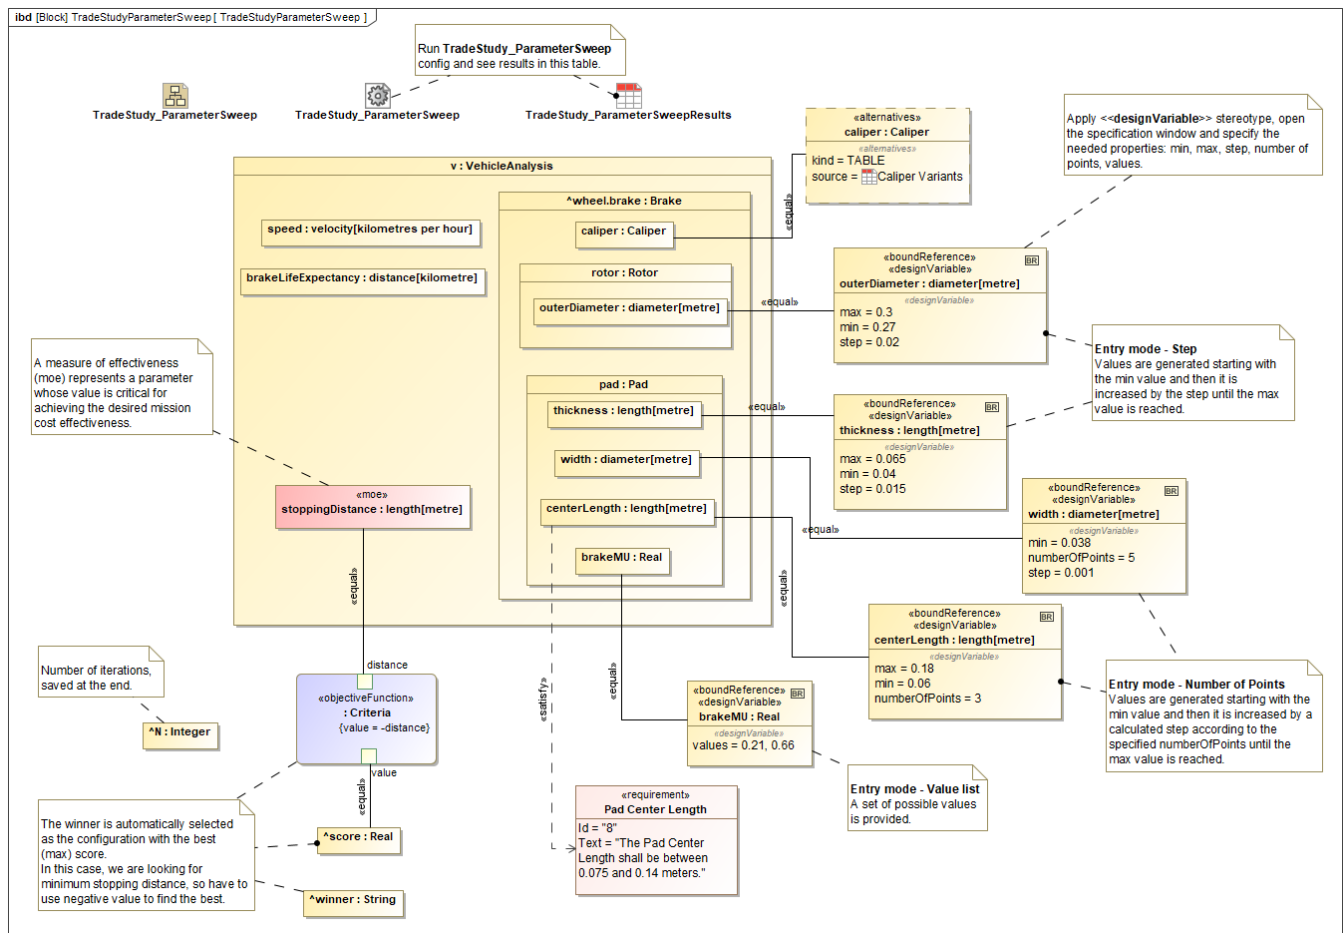 ibd [Block] TradeStudyParameterSweep [ TradeStudyParameterSweep ]
Run TradeStudy_ParameterSweep
config and see results in this table.
TradeStudy_ParameterSweep
TradeStudy_ParameterSweep
TradeStudy_ParameterSweepResults
«alternatives»
caliper : Caliper
«alternatives»
kind = TABLE
source = Caliper Variants
Apply <<designVariable>> stereotype, open
the specification window and specify the
needed properties: min, max, step, number of
points, values.
v : VehicleAnalysis
^wheel.brake : Brake
speed : velocity[kilometres per hour]
caliper : Caliper
«equal»
brakeLifeExpectancy : distance[kilometre]
rotor : Rotor
outerDiameter : diameter[metre]
«equal»
«boundReference»
«designVariable»
BR
outerDiameter : diameter[metre]
«designVariable»
max = 0.3
min = 0.27
step = 0.02
Entry mode - Step
Values are generated starting with
the min value and then it is
increased by the step until the max
value is reached.
A measure of effectiveness
(moe) represents a parameter
whose value is critical for
achieving the desired mission
cost effectiveness.
pad : Pad
thickness : length[metre]
«equal»
«boundReference»
«designVariable»
BR
thickness : length[metre]
«designVariable»
max = 0.065
min = 0.04
step = 0.015
width : diameter[metre]
«equal»
«boundReference»
«designVariable»
BR
width : diameter[metre]
«designVariable»
min = 0.038
numberOfPoints = 5
step = 0.001
«moe»
stoppingDistance : length[metre]
centerLength : length[metre]
«equal»
brakeMU : Real
«equal»
«boundReference»
«designVariable»
BR
centerLength : length[metre]
«designVariable»
max = 0.18
min = 0.06
numberOfPoints = 3
Entry mode - Number of Points
Values are generated starting with the
min value and then it is increased by a
calculated step according to the
specified numberOfPoints until the
max value is reached.
Number of iterations,
saved at the end.
^N : Integer
distance
«objectiveFunction»
: Criteria
{value = -distance}
value
«equal»
«satisfy»
«equal»
«boundReference»
«designVariable»
BR
brakeMU : Real
«designVariable»
values = 0.21, 0.66
Entry mode - Value list
A set of possible values
is provided.
«requirement»
Pad Center Length
Id = "8"
Text = "The Pad Center
Length shall be between
0.075 and 0.14 meters."
The winner is automatically selected
as the configuration with the best
(max) score.
In this case, we are looking for
minimum stopping distance, so have to
use negative value to find the best.
^score : Real
^winner : String